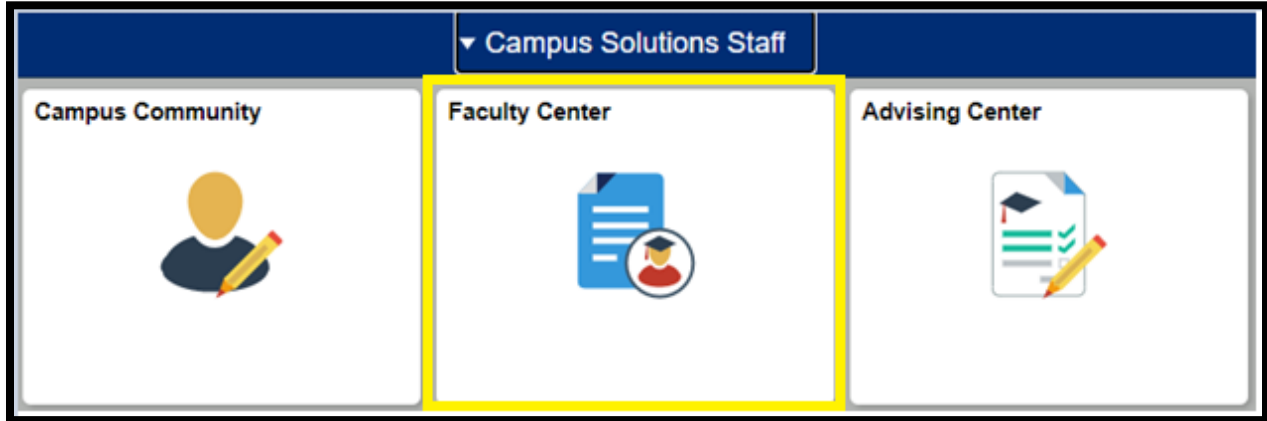 Campus Solutions Staff
Campus Community
Faculty Center
Advising Center